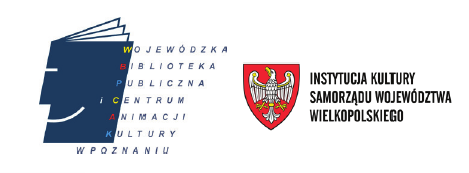 WOJEWÓDZKA
BIBLIOTEKA
PUBLICZNA
i CENTRUM
ANIMACJI
KULTURY
W POZNANIU
INSTYTUCJA KULTURY
SAMORZĄDU WOJEWÓDZTWA
WIELKOPOLSKIEGO